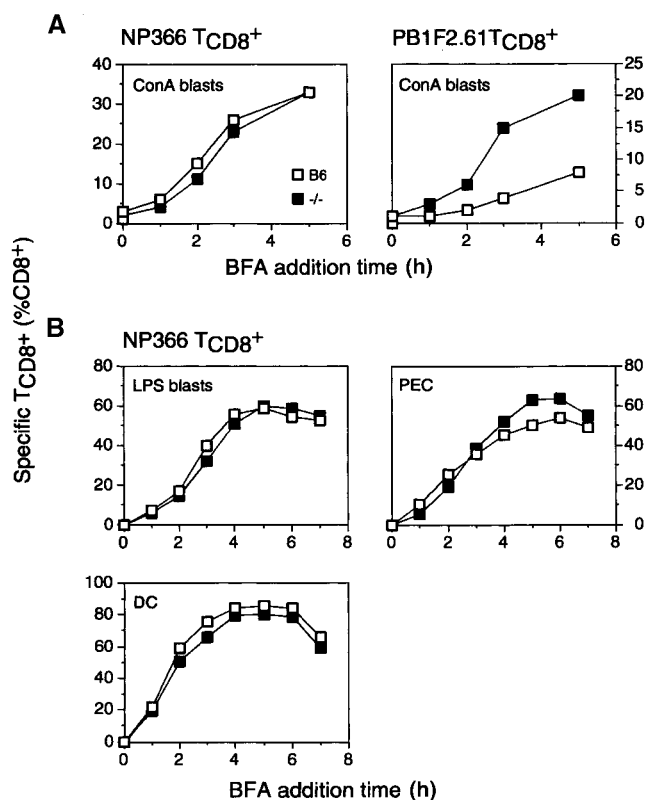 A
NP366 TCD8+
PB1F2.61TCD8+
40
30
20
10
0
ConA blasts
B6
-/-
0 2 4 6
ConA blasts
25
20
15
10
5
0
0 2 4 6
BFA addition time (h)
Specific TCD8+ (%CD8+)
B
NP366 TCD8+
80
60
40
20
0
LPS blasts
0 2 4 6 8
PEC
80
60
40
20
0
0 2 4 6 8
100
80
60
40
20
0
DC
0 2 4 6 8
BFA addition time (h)